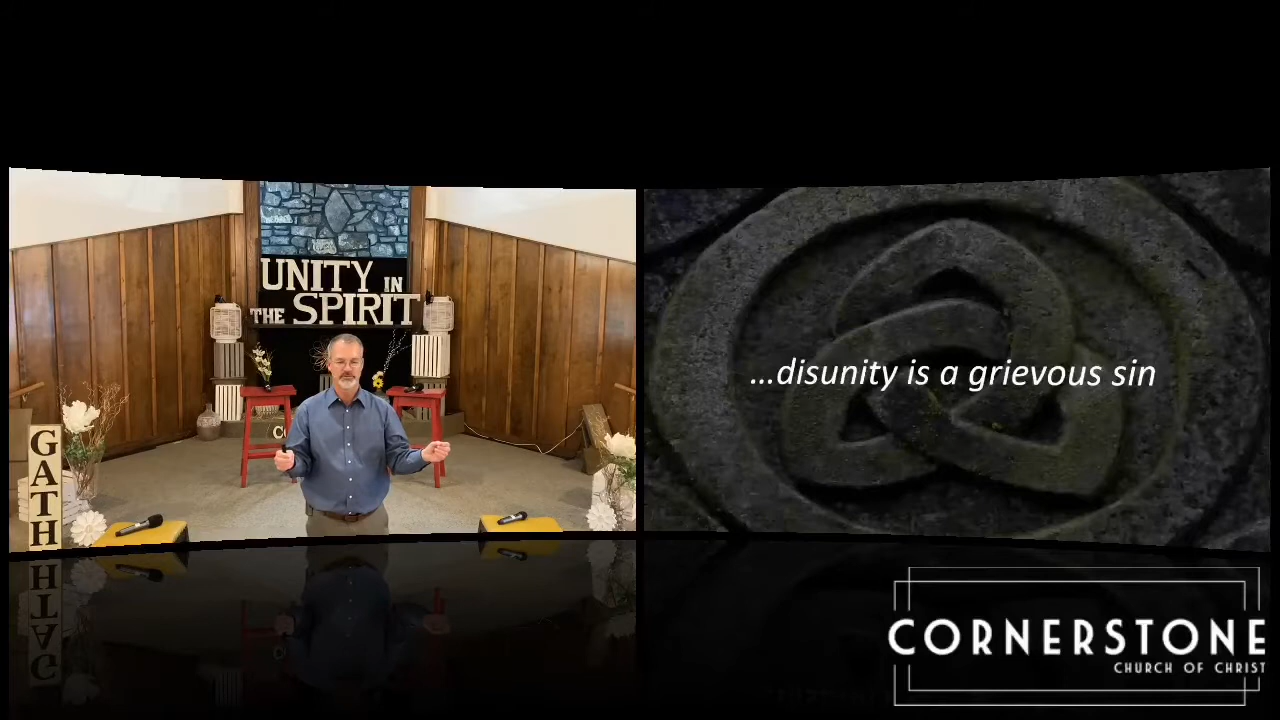 UNITY IN
THE SPIRIT
GATH
...disunity is a grievous sin
CORNERSTONE
CHURCH OF CHRIST